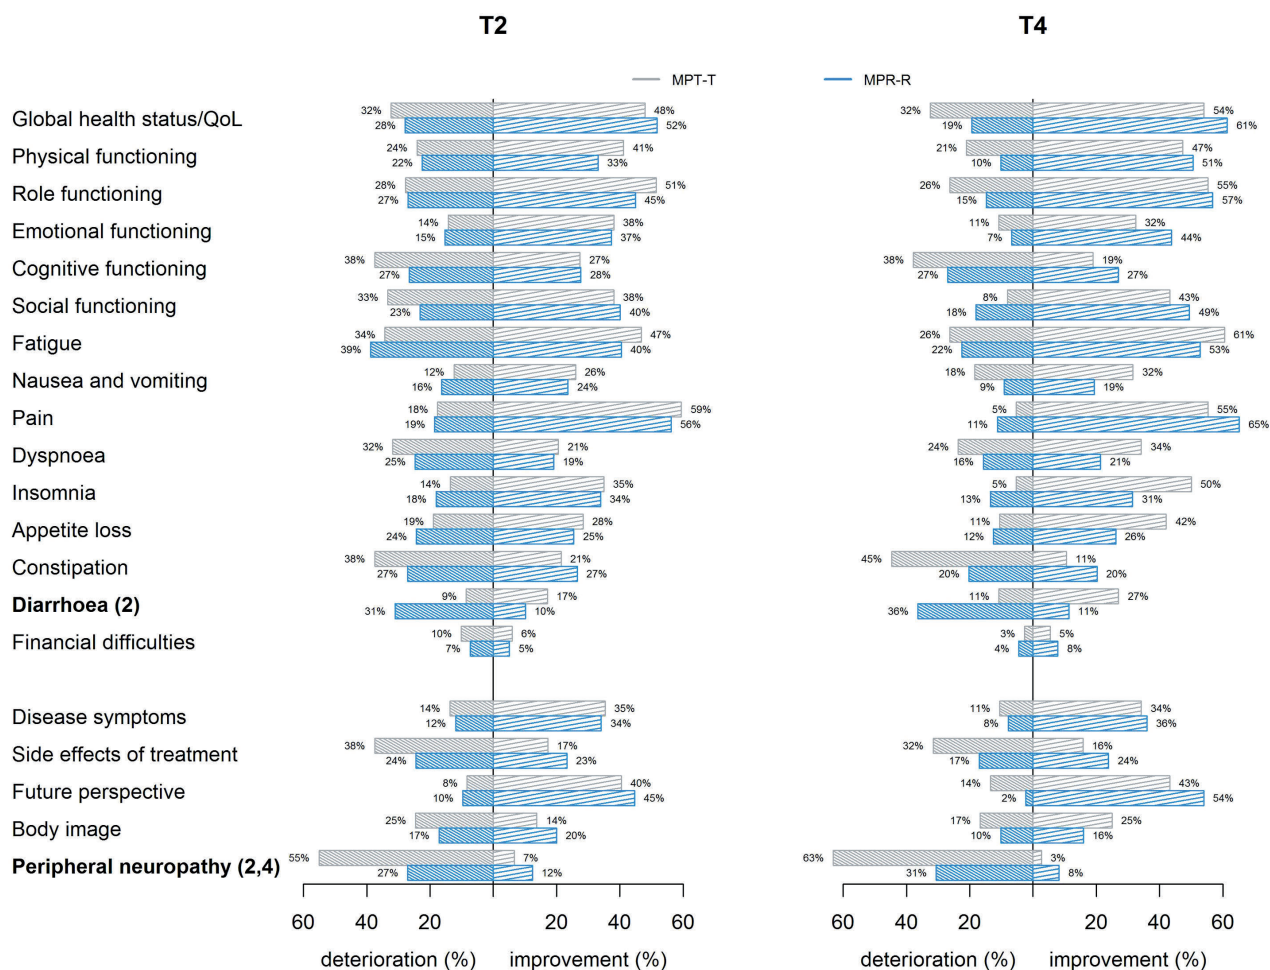 T2 T4
MPT-T MPR-R
Global health status/QoL 32% 48% 32% 54%
28% 52% 19% 61%
Physical functioning 24% 41% 21% 47%
22% 33% 10% 51%
Role functioning 28% 51% 26% 55%
27% 45% 15% 57%
Emotional functioning 14% 38% 11% 32%
15% 37% 7% 44%
Cognitive functioning 38% 27% 38% 19%
27% 28% 27% 27%
Social functioning 33% 38% 8% 43%
23% 40% 18% 49%
Fatigue 34% 47% 26% 61%
39% 40% 22% 53%
Nausea and vomiting 12% 26% 18% 32%
16% 24% 9% 19%
Pain 18% 59% 5% 55%
19% 56% 11% 65%
Dyspnoea 32% 21% 24% 34%
25% 19% 16% 21%
Insomnia 14% 35% 5% 50%
18% 34% 13% 31%
Appetite loss 19% 28% 11% 42%
24% 25% 12% 26%
Constipation 38% 21% 45% 11%
27% 27% 20% 20%
Diarrhoea (2) 9% 17% 11% 27%
31% 10% 36% 11%
Financial difficulties 10% 6% 3% 5%
7% 5% 4% 8%
Disease symptoms 14% 35% 11% 34%
12% 34% 8% 36%
Side effects of treatment 38% 17% 32% 16%
24% 23% 17% 24%
Future perspective 8% 40% 14% 43%
10% 45% 2% 54%
Body image 25% 14% 17% 25%
17% 20% 10% 16%
Peripheral neuropathy (2,4) 55% 7% 63% 3%
27% 12% 31% 8%
60 40 20 20 40 60 60 40 20 20 40 60
deterioration (%) improvement (%) deterioration (%) improvement (%)